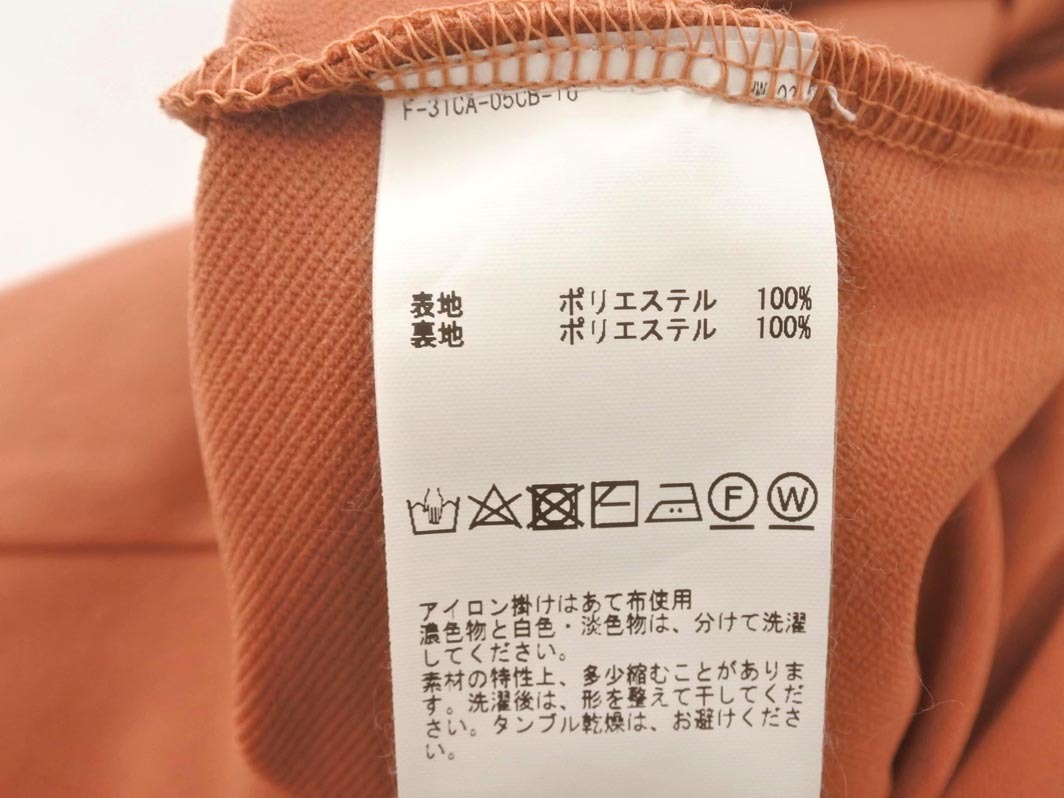 F-31CA-05CB-10
表地 ポリエステル 100%
裏地 ポリエステル 100%
F W
アイロン掛けはあて布使用
濃色物と白色・淡色物は、分けて洗濯
してください。
素材の特性上、多少縮むことがありま
す。洗濯後は、形を整えて干してくだ
さい。タンブル乾燥は、お避けくださ
い。